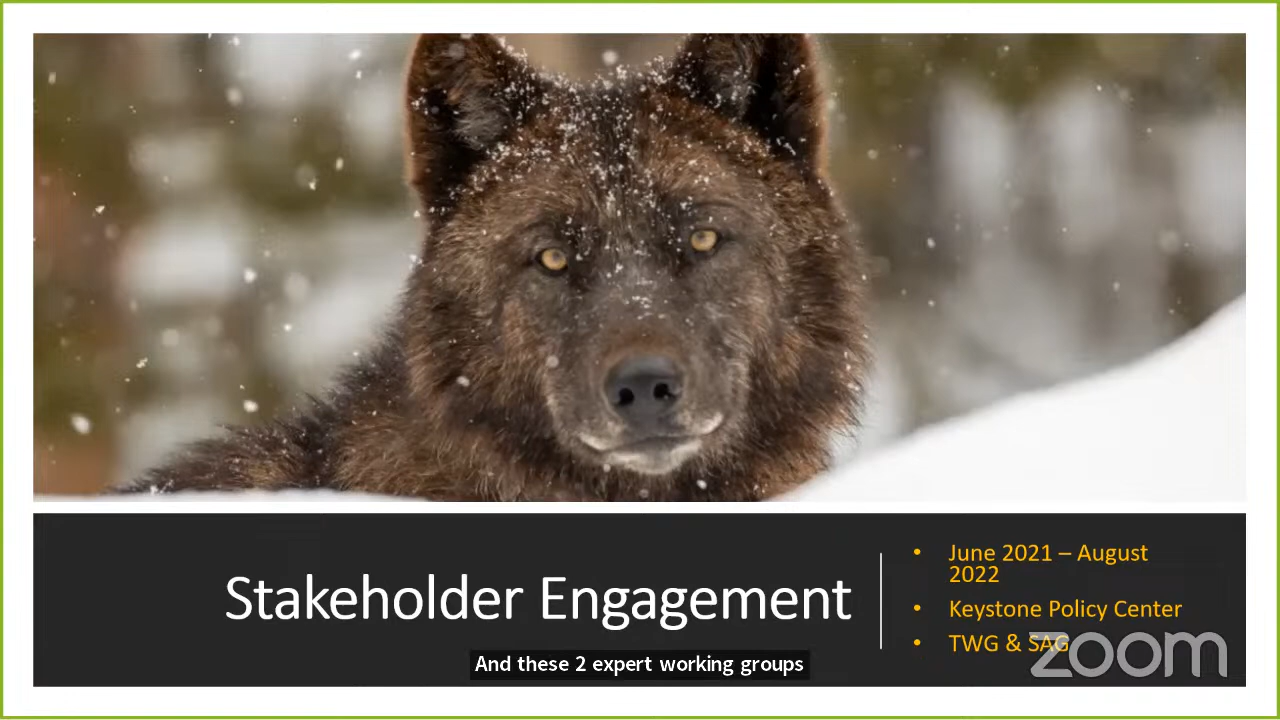 Stakeholder Engagement
• June 2021 – August
2022
• Keystone Policy Center
• TWG & SAG
zoom
And these 2 expert working groups